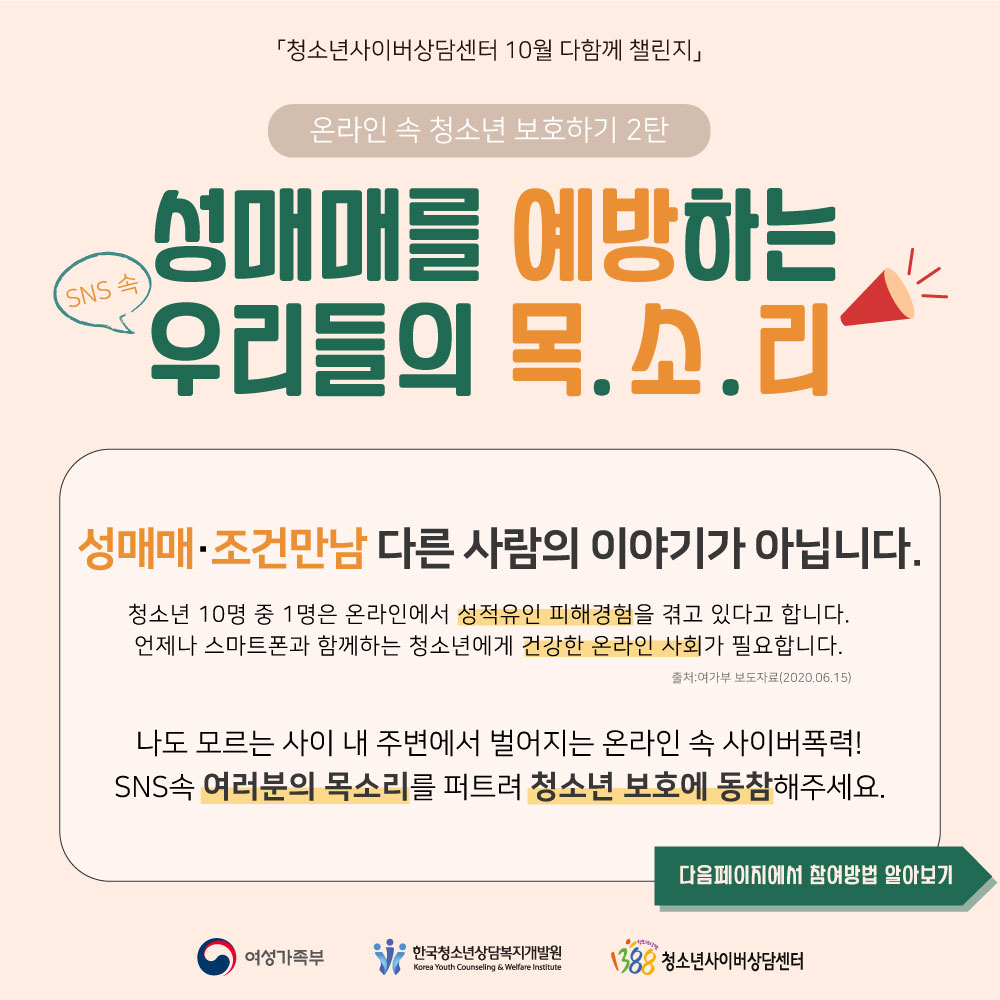 「청소년사이버상담센터 10월 다함께 챌린지」
온라인 속 청소년 보호하기 2탄
성매매를 예방하는
SNS 속
우리들의 목.소.리
성매매·조건만남 다른 사람의 이야기가 아닙니다.
청소년 10명 중 1명은 온라인에서 성적유인 피해경험을 겪고 있다고 합니다.
언제나 스마트폰과 함께하는 청소년에게 건강한 온라인 사회가 필요합니다.
출처:여가부 보도자료(2020.06.15)
나도 모르는 사이 내 주변에서 벌어지는 온라인 속 사이버폭력!
SNS속 여러분의 목소리를 퍼트려 청소년 보호에 동참해주세요.
다음페이지에서 참여방법 알아보기
여성가족부
한국청소년상담복지개발원
Korea Youth Counseling & Welfare Institute
1388 청소년사이버상담센터